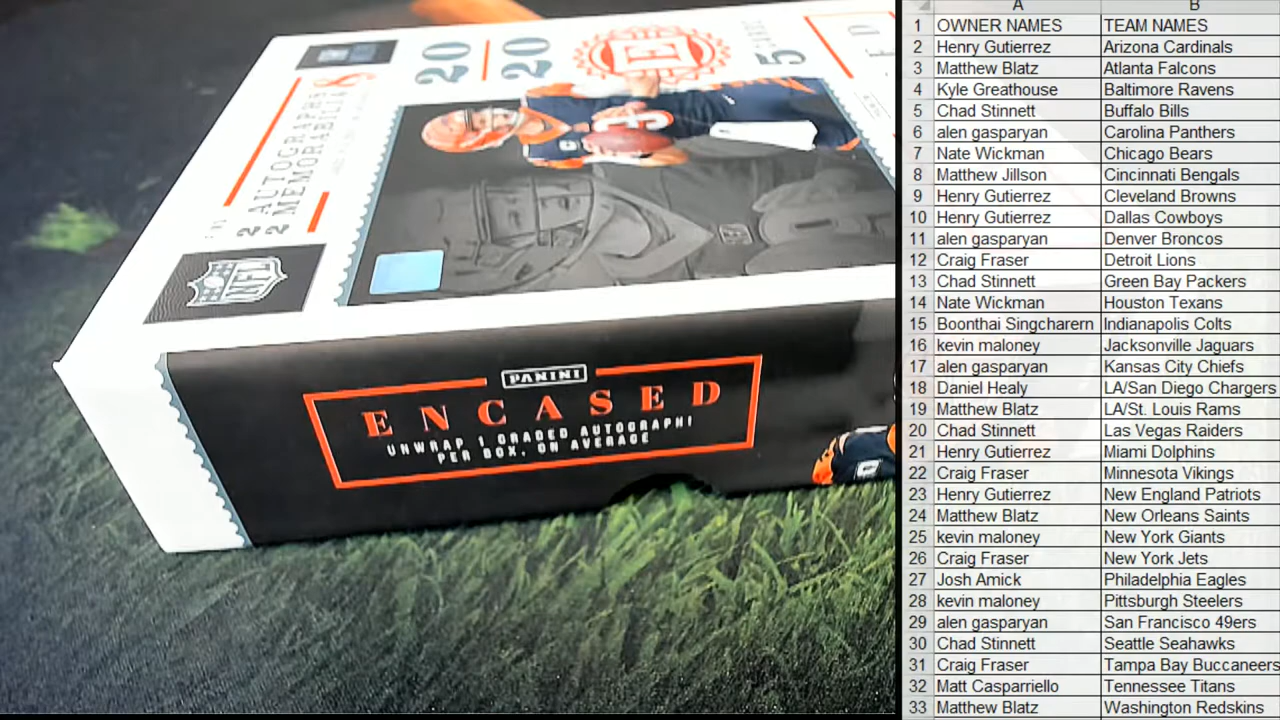 20|20
E
5
AUTOGRAPHS &
2 MEMORABILIA
NFL
9
PANINI
ENCASED
UNWRAP 1 GRADED AUTOGRAPH!
PER BOX, ON AVERAGE
A B
1 OWNER NAMES TEAM NAMES
2 Henry Gutierrez Arizona Cardinals
3 Matthew Blatz Atlanta Falcons
4 Kyle Greathouse Baltimore Ravens
5 Chad Stinnett Buffalo Bills
6 alen gasparyan Carolina Panthers
7 Nate Wickman Chicago Bears
8 Matthew Jillson Cincinnati Bengals
9 Henry Gutierrez Cleveland Browns
10 Henry Gutierrez Dallas Cowboys
11 alen gasparyan Denver Broncos
12 Craig Fraser Detroit Lions
13 Chad Stinnett Green Bay Packers
14 Nate Wickman Houston Texans
15 Boonthai Singcharern Indianapolis Colts
16 kevin maloney Jacksonville Jaguars
17 alen gasparyan Kansas City Chiefs
18 Daniel Healy LA/San Diego Chargers
19 Matthew Blatz LA/St. Louis Rams
20 Chad Stinnett Las Vegas Raiders
21 Henry Gutierrez Miami Dolphins
22 Craig Fraser Minnesota Vikings
23 Henry Gutierrez New England Patriots
24 Matthew Blatz New Orleans Saints
25 kevin maloney New York Giants
26 Craig Fraser New York Jets
27 Josh Amick Philadelphia Eagles
28 kevin maloney Pittsburgh Steelers
29 alen gasparyan San Francisco 49ers
30 Chad Stinnett Seattle Seahawks
31 Craig Fraser Tampa Bay Buccaneers
32 Matt Casparriello Tennessee Titans
33 Matthew Blatz Washington Redskins